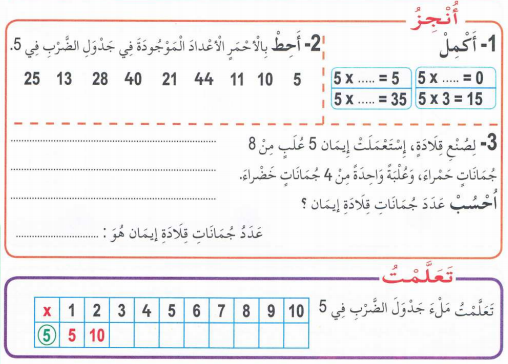 أُنْجِزُ
1- أَكْمِلْ
5 x ..... = 5 5 x ..... = 0
5 x ..... = 35 5 x 3 = 15
2- أَحِطْ بِالْأَحْمَرِ الْأَعْدادَ الْمَوْجُودَةَ فِي جَدْوَلِ الضَّرْبِ فِي 5.
25 13 28 40 21 44 11 10 5
3- لِصُنْعِ قِلَادَةٍ، اِسْتَعْمَلَتْ إِيمَان 5 عُلَبٍ مِنْ 8
جُمَانَاتٍ حَمْراءَ، وَعُلْبَةً وَاحِدَةً مِنْ 4 جُمَانَاتٍ خَضْراءَ.
اُحْسُبْ عَدَدَ جُمَانَاتِ قِلَادَةِ إِيمَان ؟
عَدَدُ جُمَانَاتِ قِلَادَةِ إِيمَان هُوَ : .....................
تَعَلَّمْتُ
تَعَلَّمْتُ مَلْءَ جَدْوَلَ الضَّرْبِ فِي 5
x 1 2 3 4 5 6 7 8 9 10
5 5 10